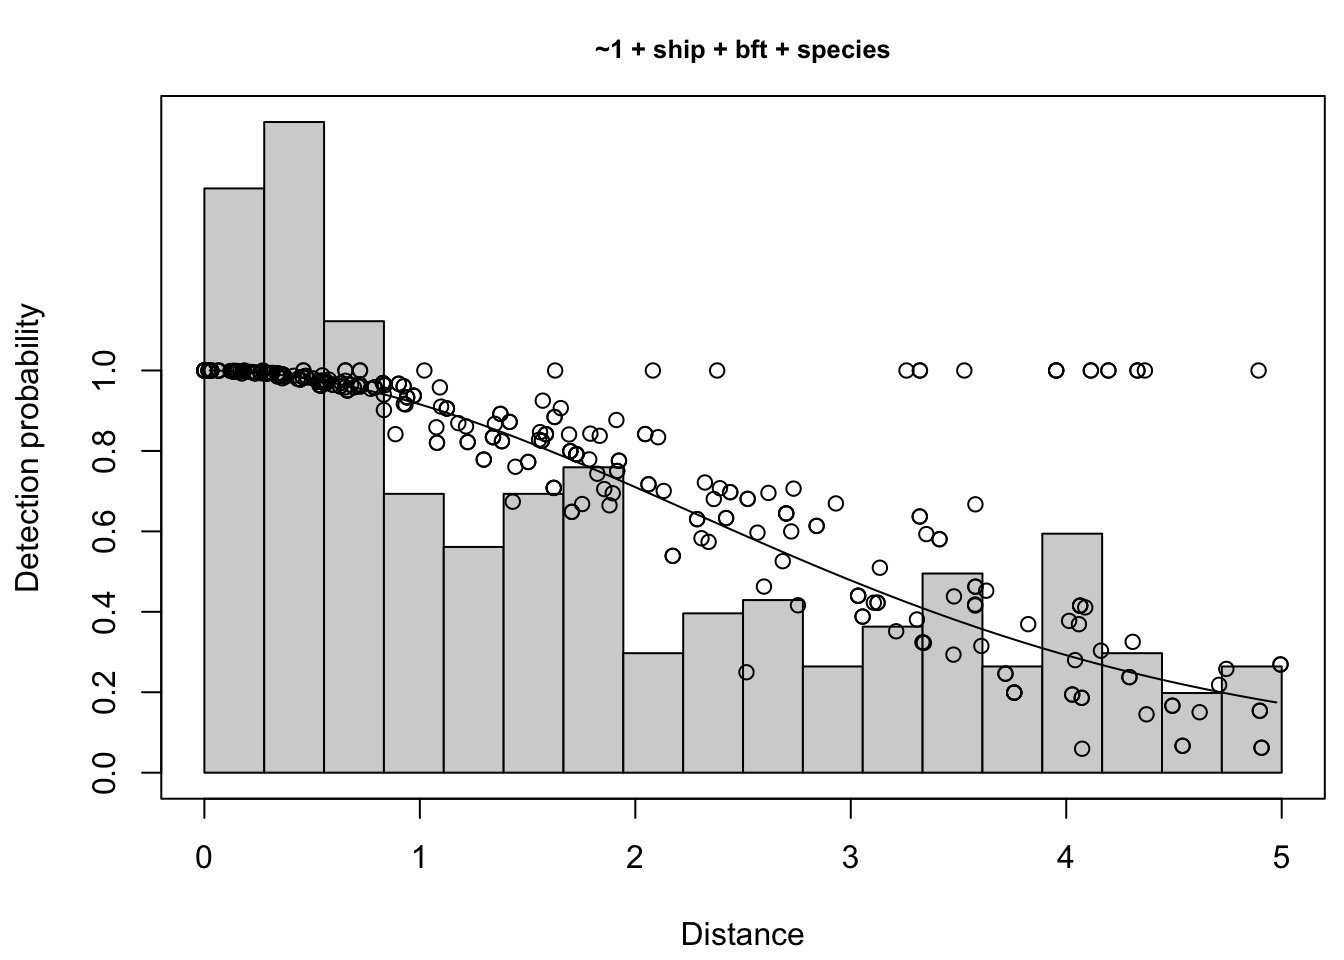 ~1 + ship + bft + species
Detection probability
1.0
0.8
0.6
0.4
0.2
0.0
0 1 2 3 4 5
Distance